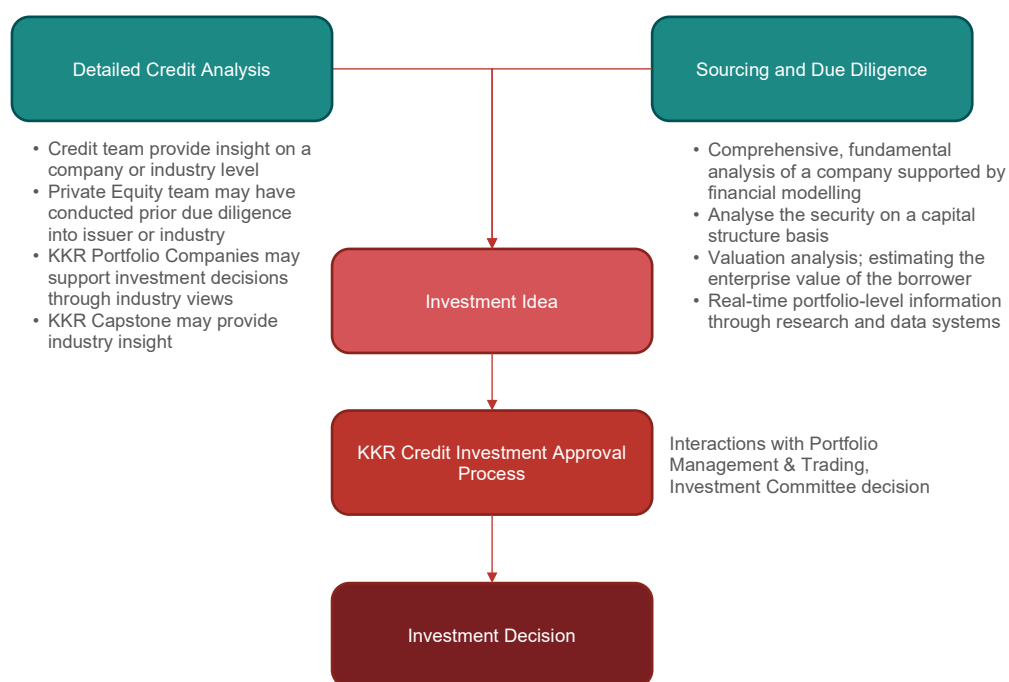 Detailed Credit Analysis
Sourcing and Due Diligence
• Credit team provide insight on a
company or industry level
• Private Equity team may have
conducted prior due diligence
into issuer or industry
• KKR Portfolio Companies may
support investment decisions
through industry views
• KKR Capstone may provide
industry insight
• Comprehensive, fundamental
analysis of a company supported by
financial modelling
• Analyse the security on a capital
structure basis
• Valuation analysis; estimating the
enterprise value of the borrower
• Real-time portfolio-level information
through research and data systems
Investment Idea
KKR Credit Investment Approval
Process
Interactions with Portfolio
Management & Trading,
Investment Committee decision
Investment Decision